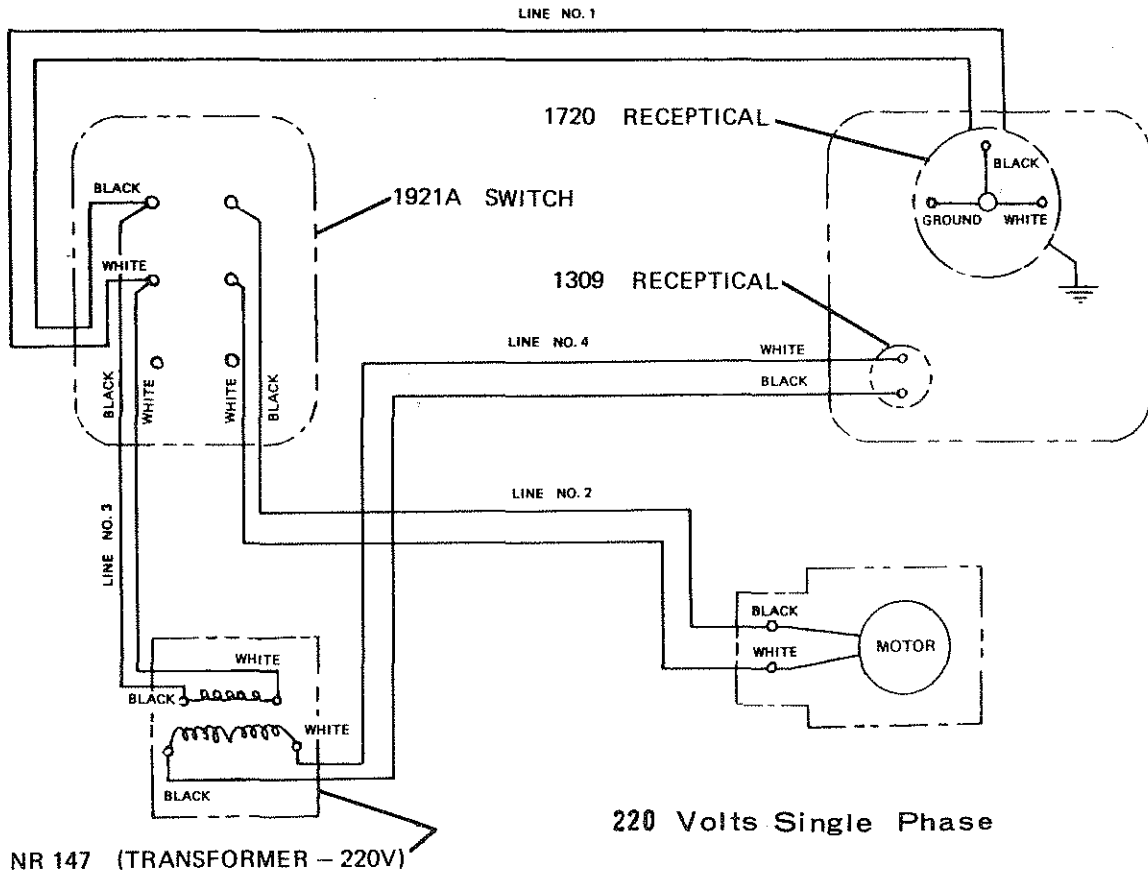 LINE NO. 1
1720 RECEPTICAL
BLACK
GROUND
WHITE
BLACK
1921A SWITCH
WHITE
1309 RECEPTICAL
LINE NO. 4
WHITE
BLACK
BLACK
WHITE
WHITE
BLACK
LINE NO. 2
LINE NO. 3
BLACK
WHITE
MOTOR
WHITE
BLACK
WHITE
BLACK
220 Volts Single Phase
NR 147 (TRANSFORMER – 220V)